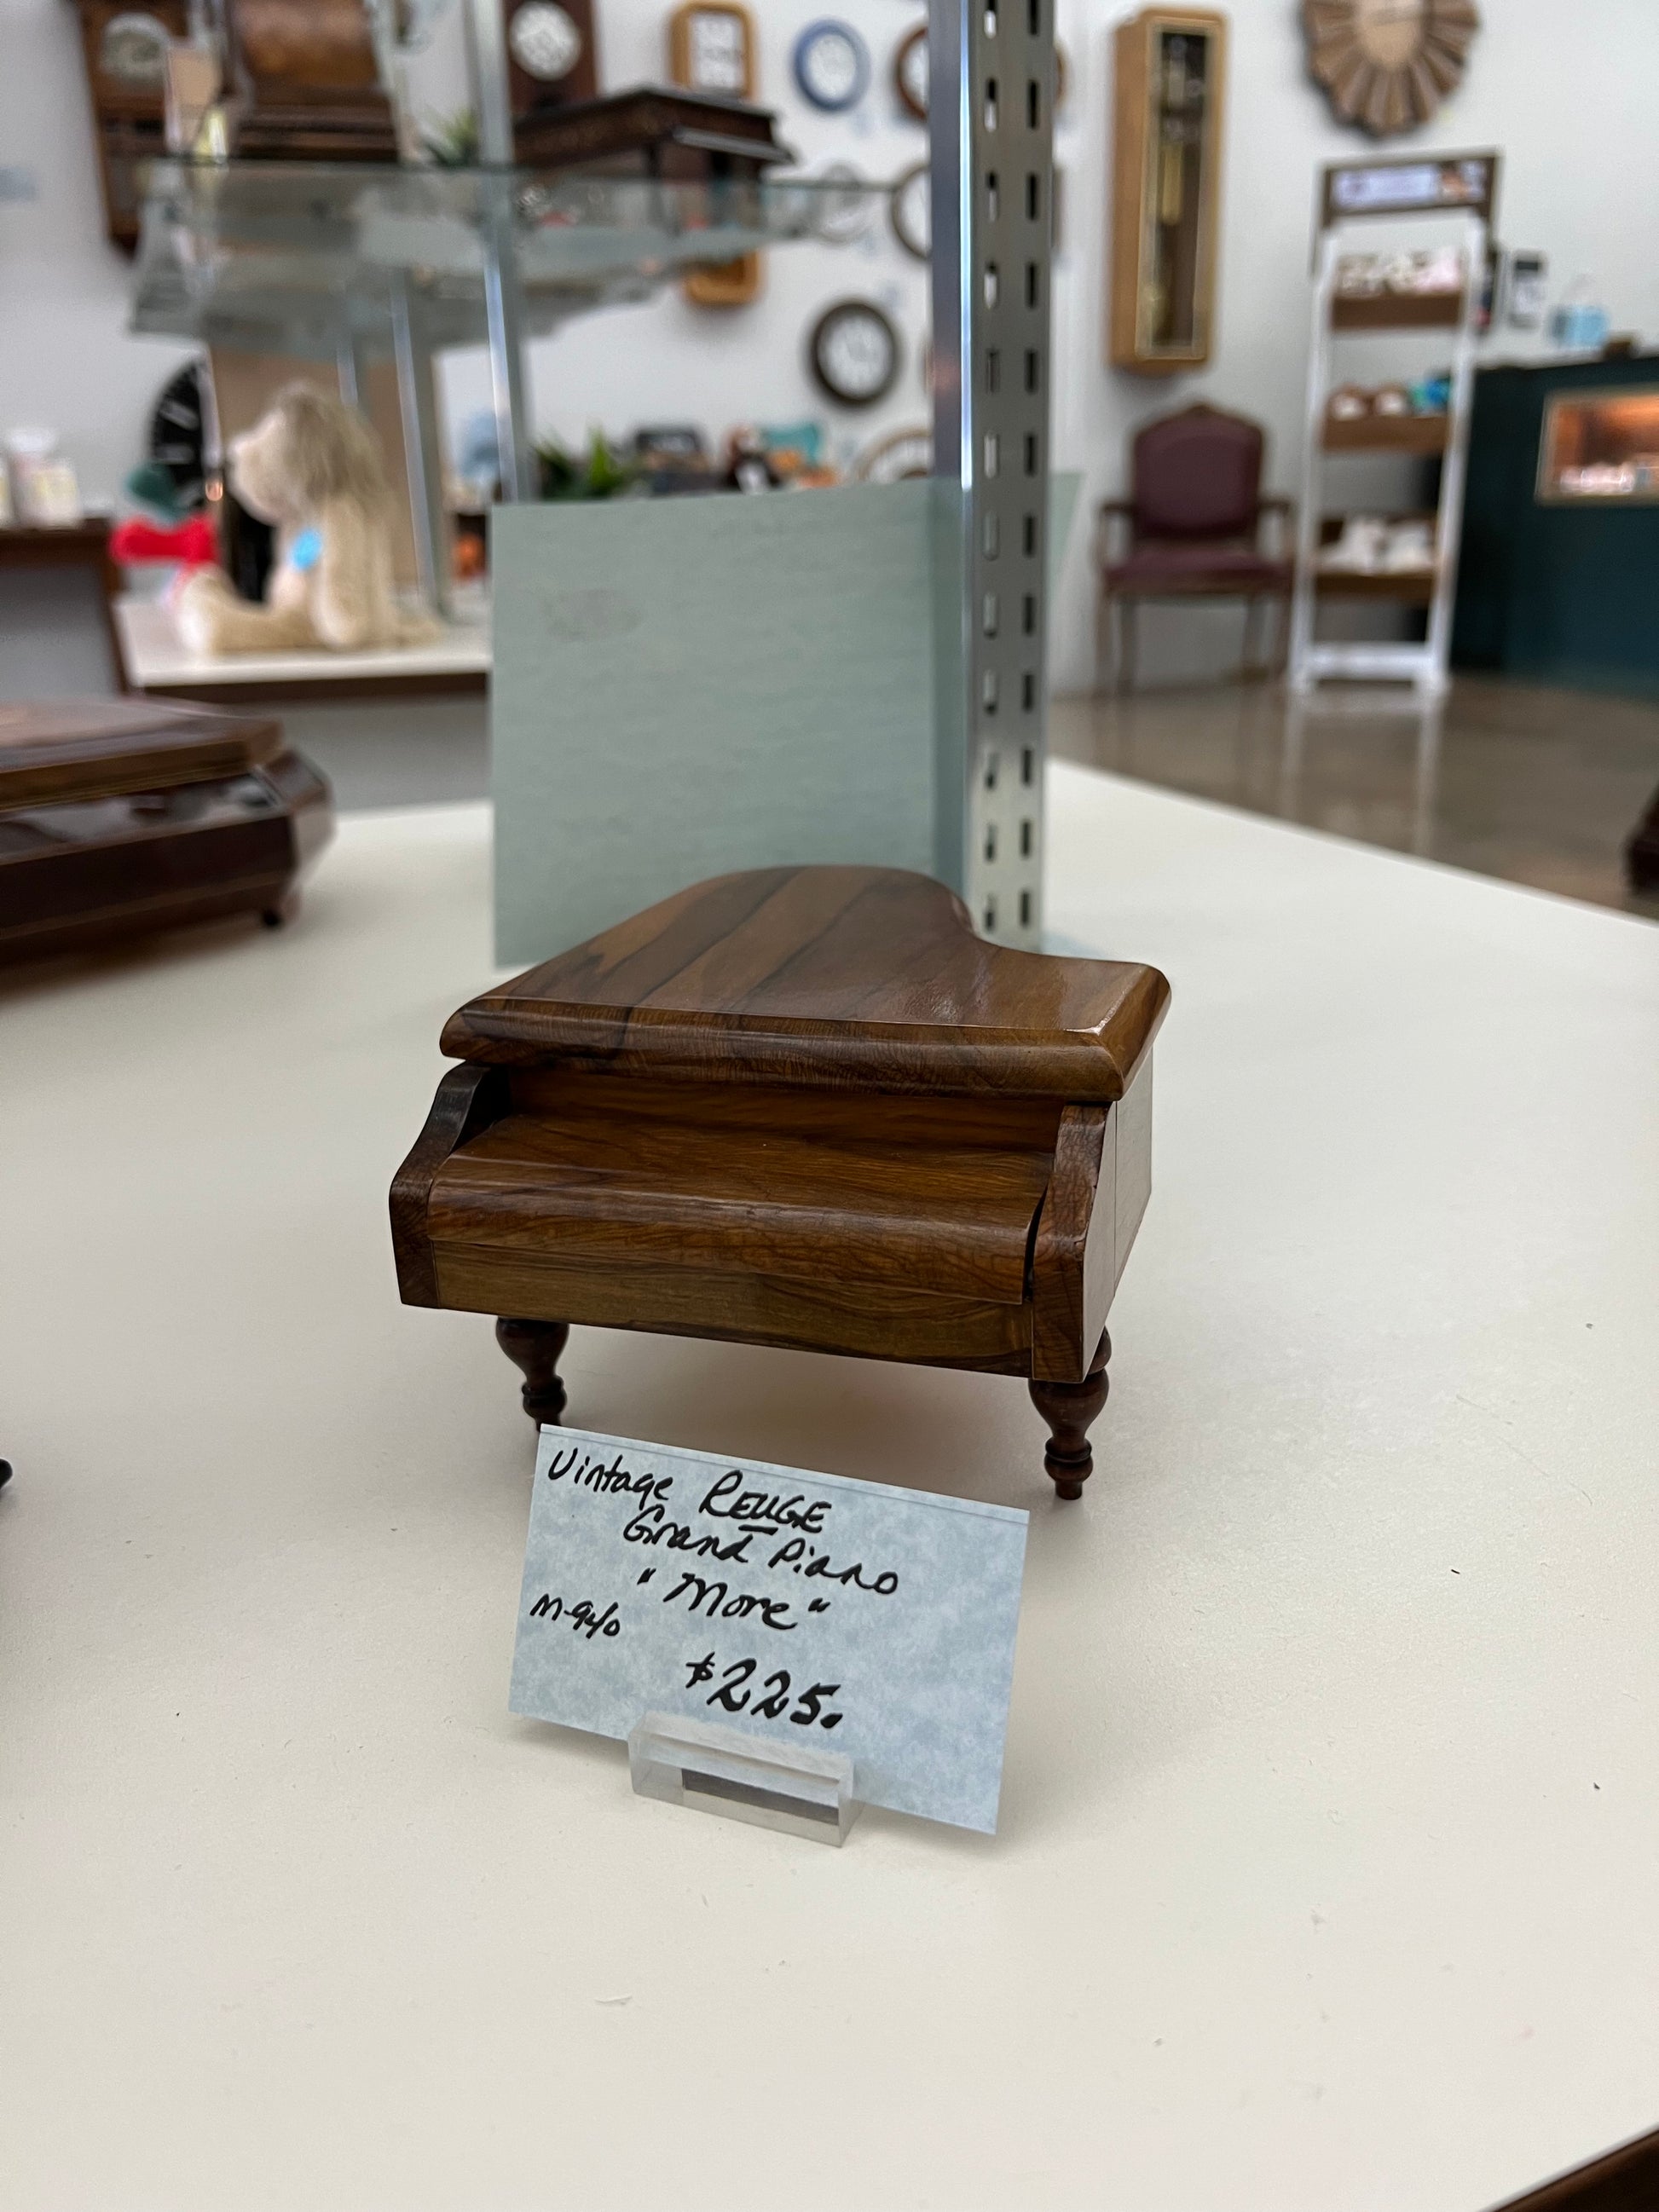 Vintage REUGE
Grand Piano
"More"
M-940
$225.